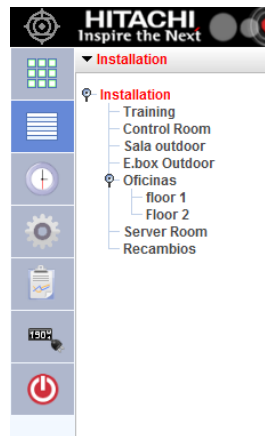 HITACHI
Inspire the Next
Installation
Installation
Training
Control Room
Sala outdoor
E.box Outdoor
Oficinas
floor 1
Floor 2
Server Room
Recambios